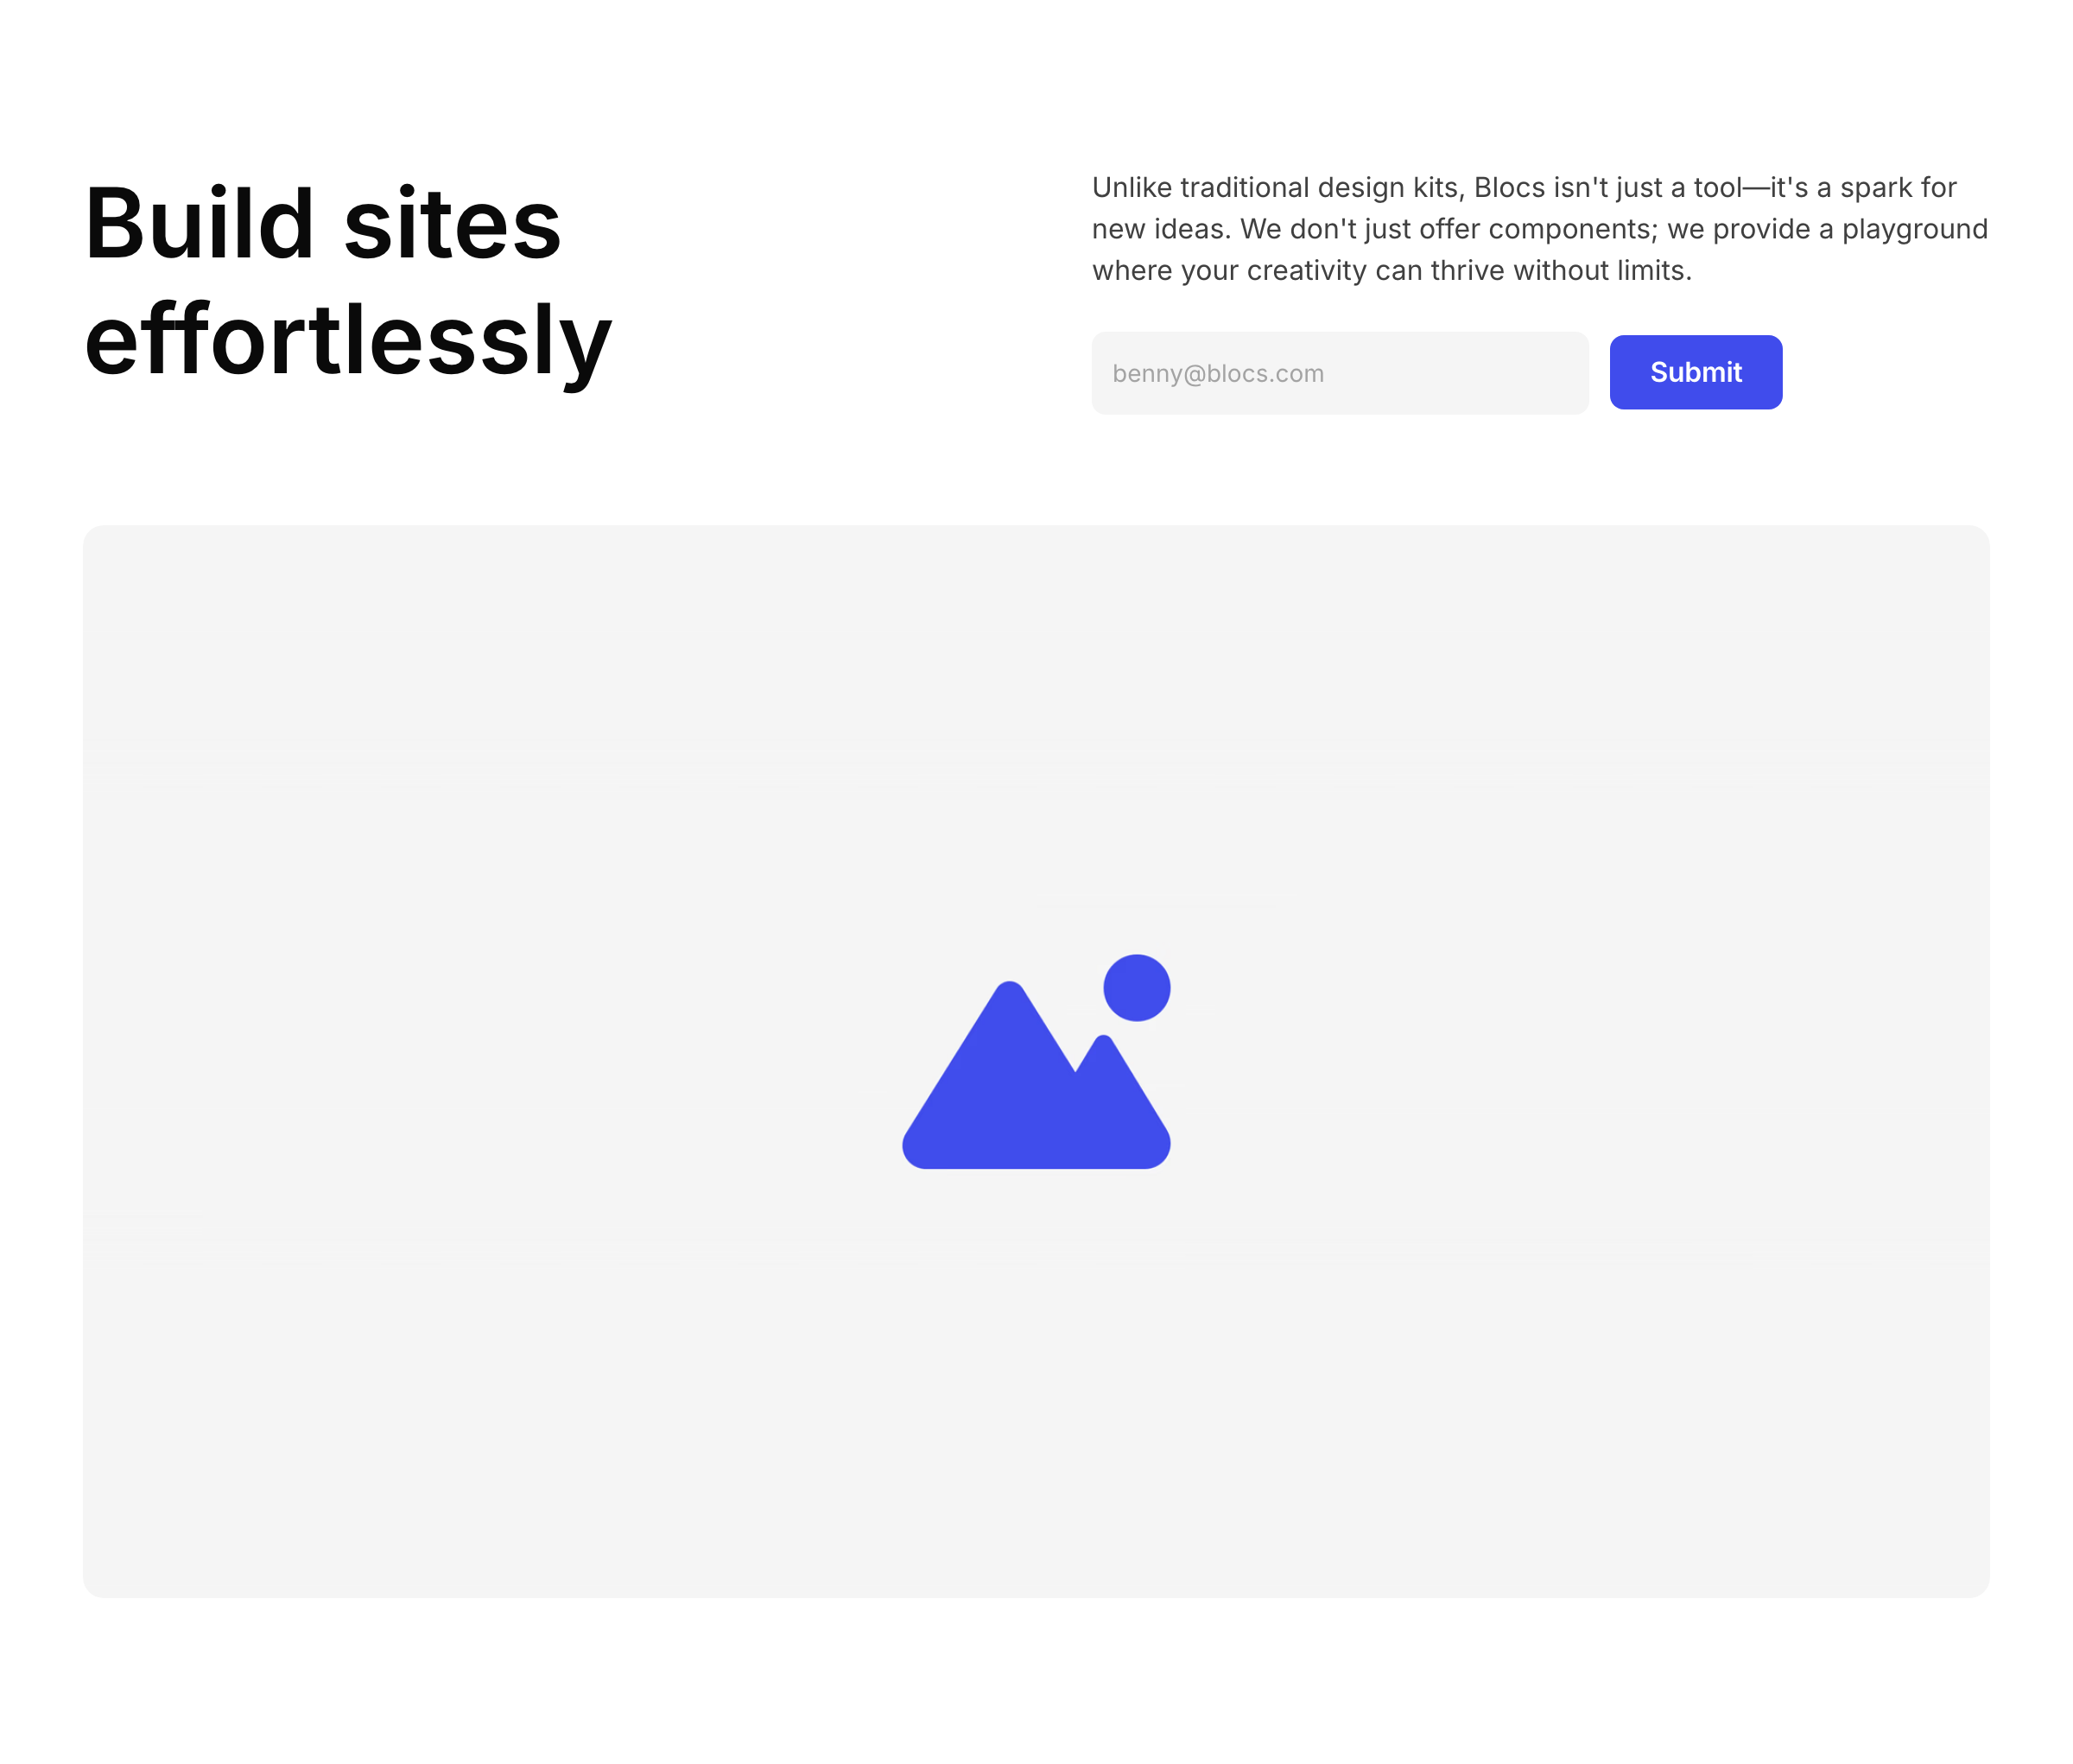 Build sites
effortlessly
Unlike traditional design kits, Blocs isn't just a tool—it's a spark for
new ideas. We don't just offer components; we provide a playground
where your creativity can thrive without limits.
benny@blocs.com
Submit